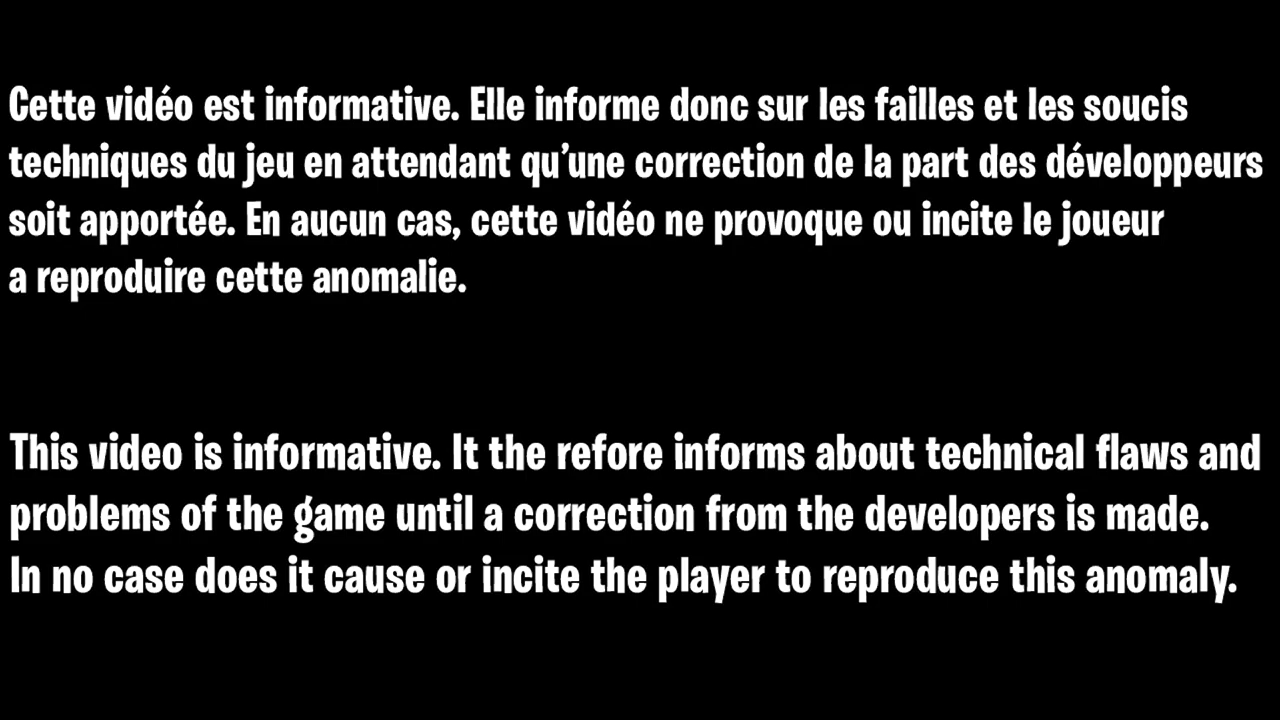 Cette vidéo est informative. Elle informe donc sur les failles et les soucis
techniques du jeu en attendant qu’une correction de la part des développeurs
soit apportée. En aucun cas, cette vidéo ne provoque ou incite le joueur
a reproduire cette anomalie.
This video is informative. It the refore informs about technical flaws and
problems of the game until a correction from the developers is made.
In no case does it cause or incite the player to reproduce this anomaly.